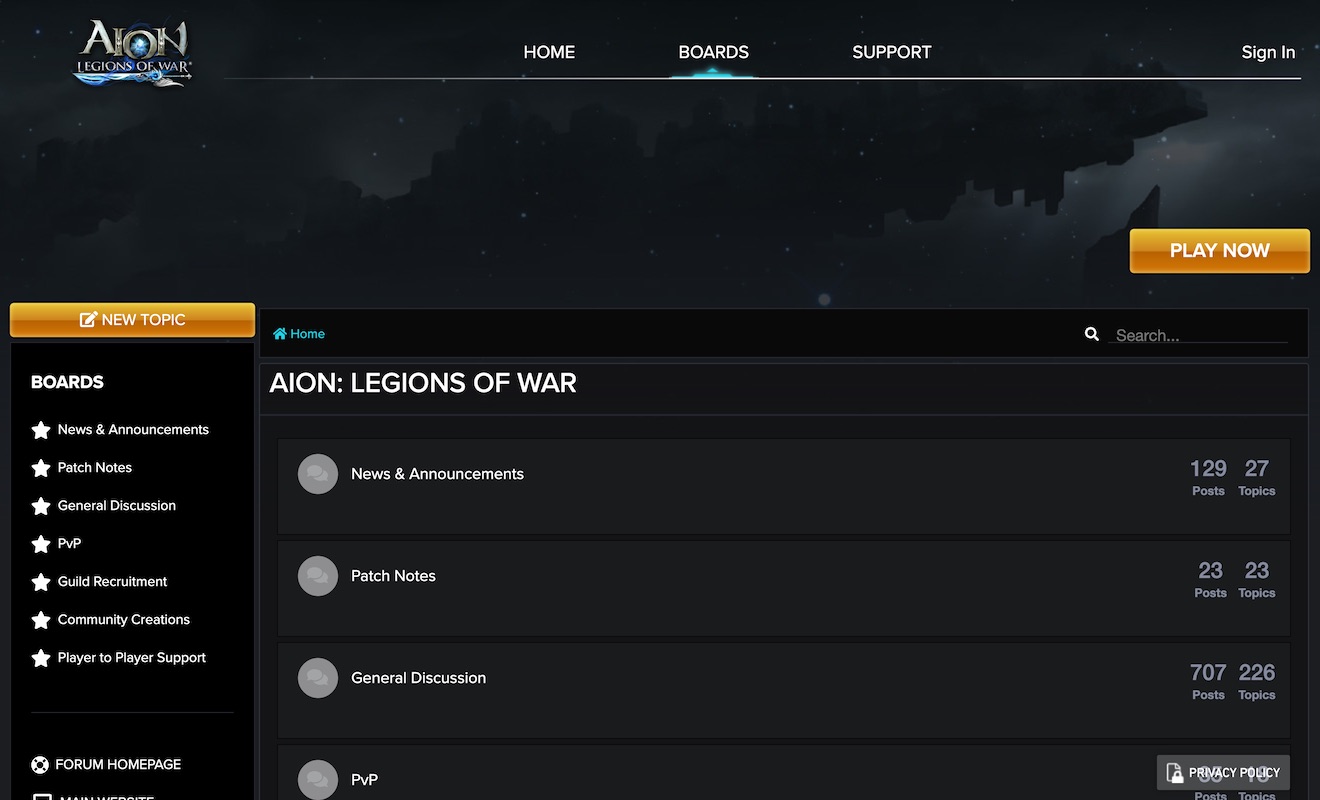 AION
LEGIONS OF WAR
HOME
BOARDS
SUPPORT
Sign In
PLAY NOW
NEW TOPIC
Home
Search...
BOARDS
News & Announcements
Patch Notes
General Discussion
PvP
Guild Recruitment
Community Creations
Player to Player Support
FORUM HOMEPAGE
MAIN WEBSITE
AION: LEGIONS OF WAR
News & Announcements
129 27
Posts Topics
Patch Notes
23 23
Posts Topics
General Discussion
707 226
Posts Topics
PvP
PRIVACY POLICY
Posts Topics